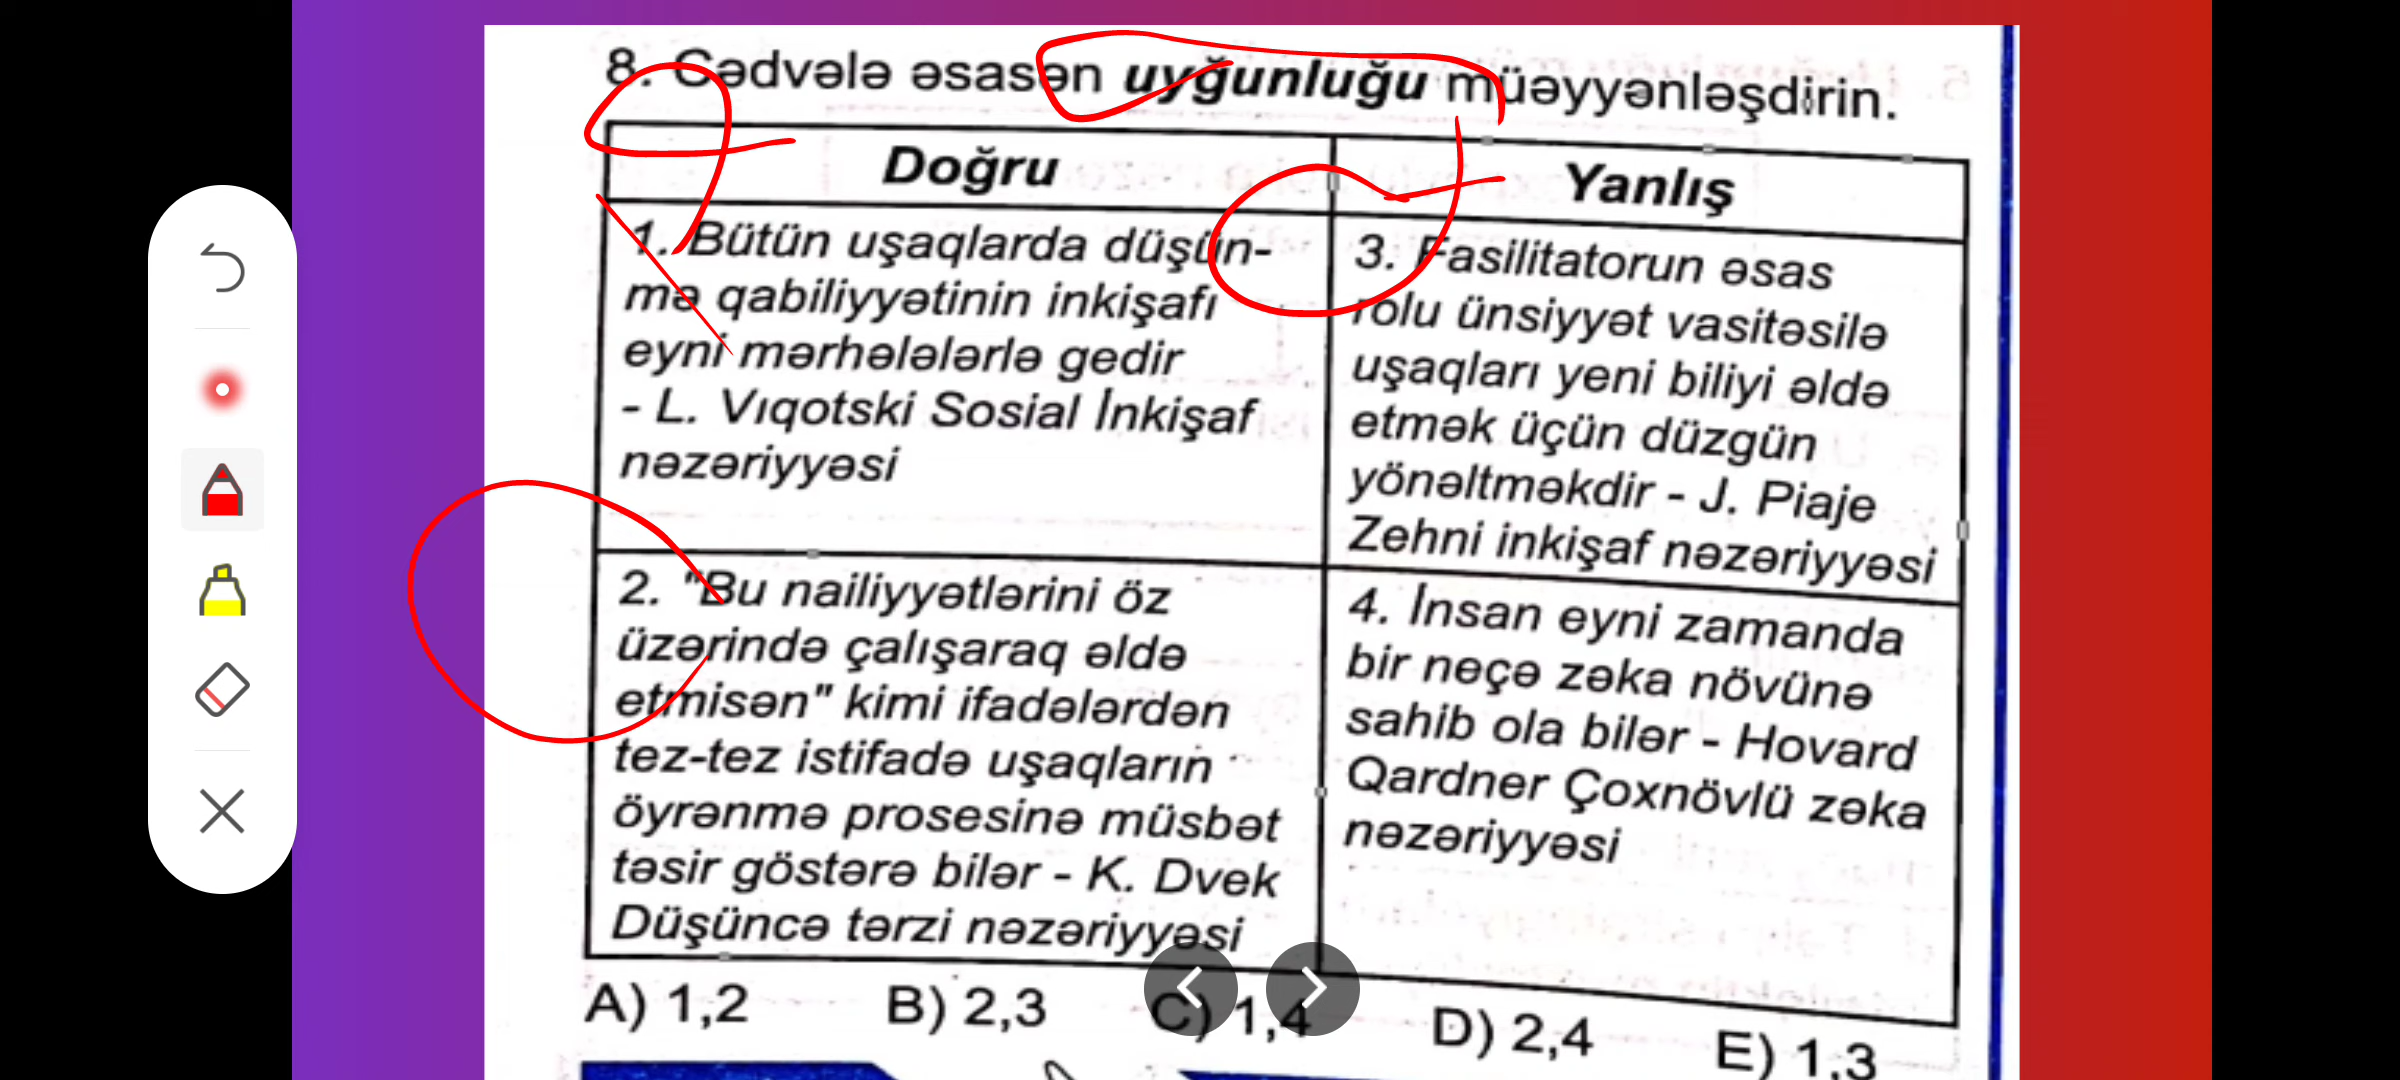 8. Cədvələ əsasən uyğunluğu müəyyənləşdirin.
Doğru
Yanlış
1. Bütün uşaqlarda düşün-
mə qabiliyyətinin inkişafı
eyni mərhələlərlə gedir
- L. Vıqotski Sosial İnkişaf
nəzəriyyəsi
3. Fasilitatorun əsas
rolu ünsiyyət vasitəsilə
uşaqları yeni biliyi əldə
etmək üçün düzgün
yönəltməkdir - J. Piaje
Zehni inkişaf nəzəriyyəsi
2. "Bu nailiyyətlərini öz
üzərində çalışaraq əldə
etmisən" kimi ifadələrdən
tez-tez istifadə uşaqların
öyrənmə prosesinə müsbət
təsir göstərə bilər - K. Dvek
Düşüncə tərzi nəzəriyyəsi
4. İnsan eyni zamanda
bir neçə zəka növünə
sahib ola bilər - Hovard
Qardner Çoxnövlü zəka
nəzəriyyəsi
A) 1,2 B) 2,3 C) 1,4 D) 2,4 E) 1,3